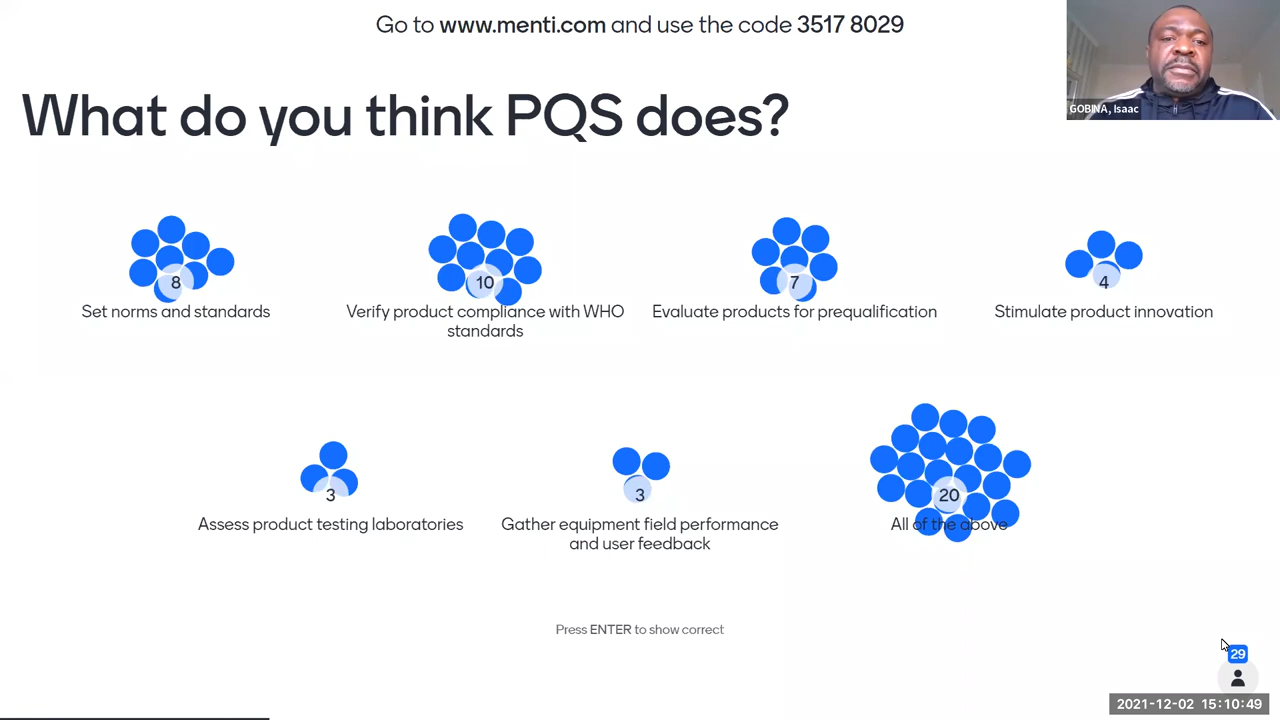 Go to www.menti.com and use the code 3517 8029
GOBINA, Isaac
What do you think PQS does?
8
10
7
4
Set norms and standards
Verify product compliance with WHO
standards
Evaluate products for prequalification
Stimulate product innovation
3
3
20
Assess product testing laboratories
Gather equipment field performance
and user feedback
All of the above
Press ENTER to show correct
29
2021-12-02 15:10:49